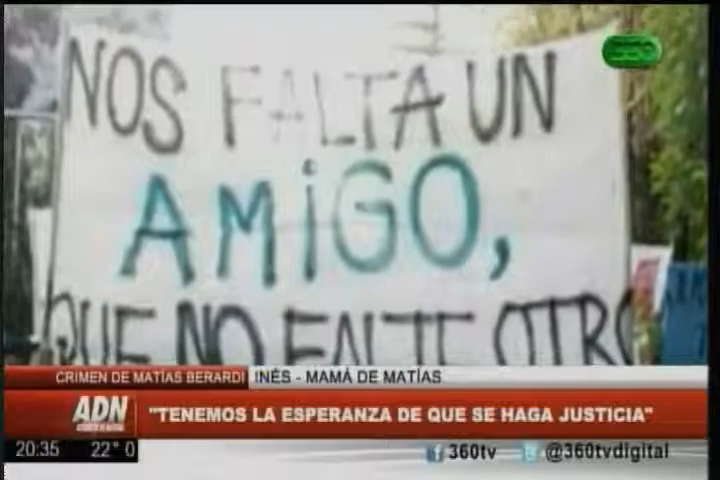 NOS FALTA UN
AMiGO,
QUE NO FALTE OTRO
360
CRIMEN DE MATÍAS BERARDI
INÉS - MAMÁ DE MATÍAS
ADN
"TENEMOS LA ESPERANZA DE QUE SE HAGA JUSTICIA"
20:35 22° 0
360tv @360tvdigital